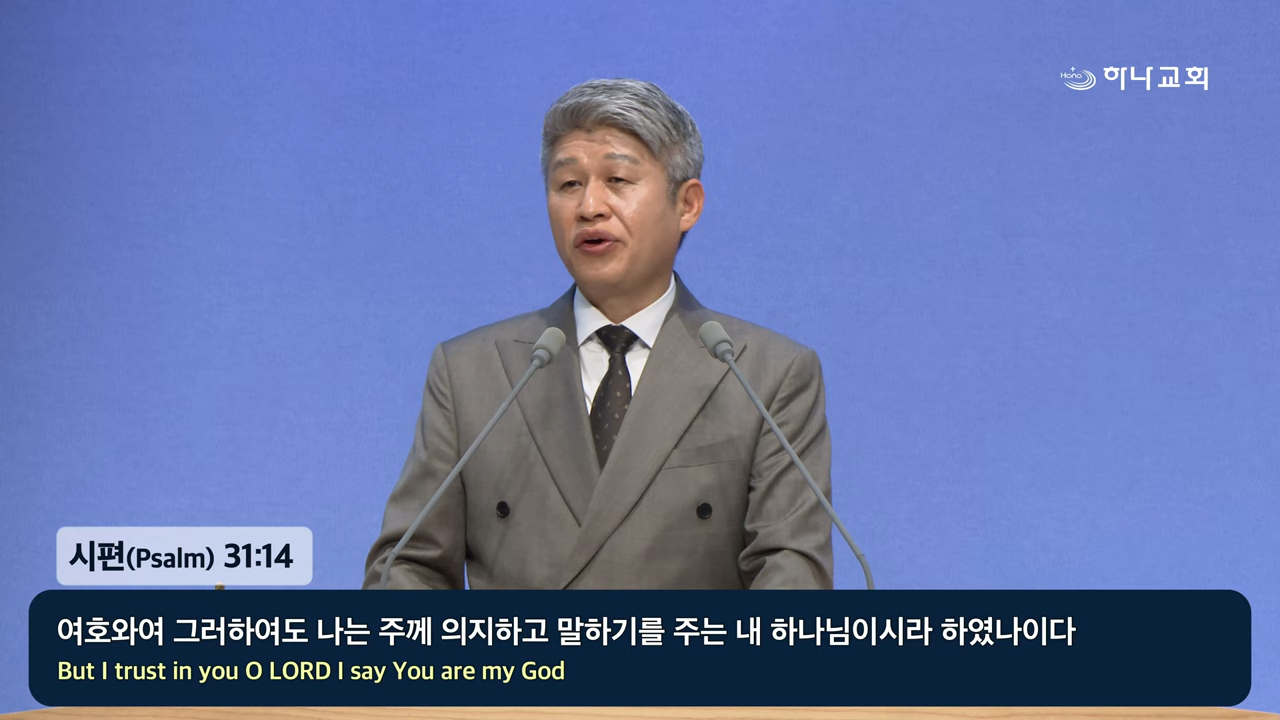 Hana 하나교회
시편(Psalm) 31:14
여호와여 그러하여도 나는 주께 의지하고 말하기를 주는 내 하나님이시라 하였나이다
But I trust in you O LORD I say You are my God